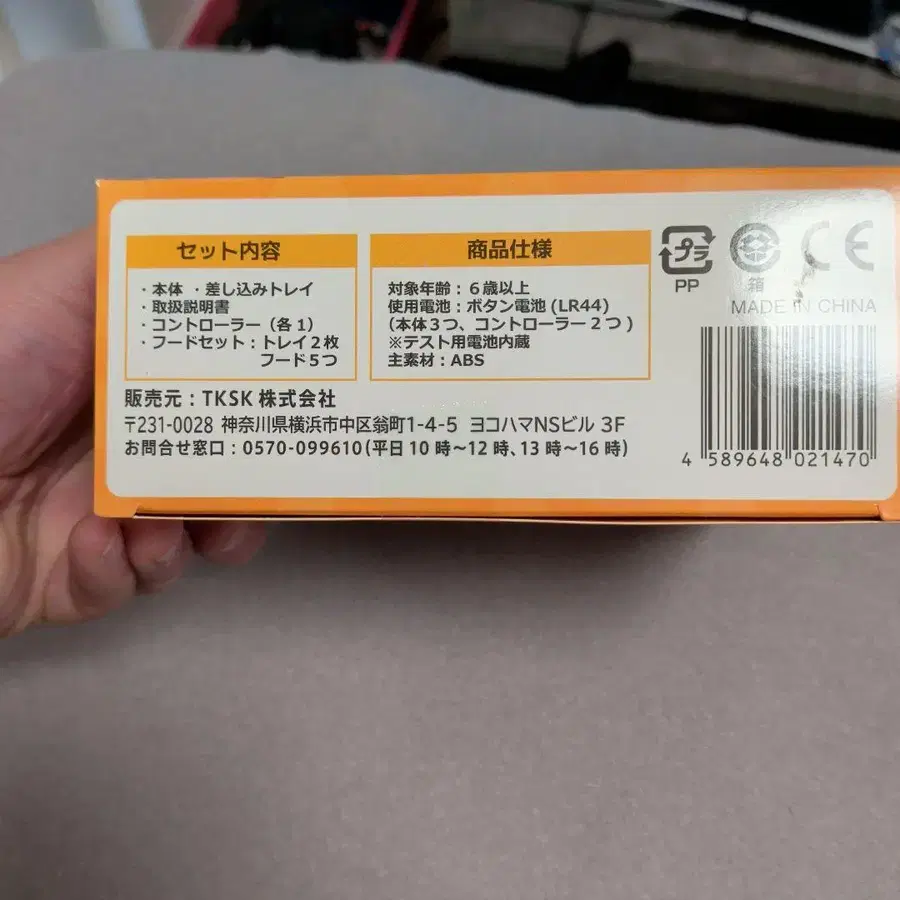 セット内容
・本体 ・差し込みトレイ
・取扱説明書
・コントローラー（各1）
・フードセット：トレイ2枚
フード5つ
商品仕様
対象年齢：6歳以上
使用電池：ボタン電池(LR44)
（本体3つ、コントローラー2つ）
※テスト用電池内蔵
主素材：ABS
プラ
PP
箱
CE
MADE IN CHINA
販売元：TKSK株式会社
〒231-0028 神奈川県横浜市中区翁町1-4-5 ヨコハマNSビル 3F
お問合せ窓口：0570-099610(平日10時～12時、13時～16時)
4 589648 021470